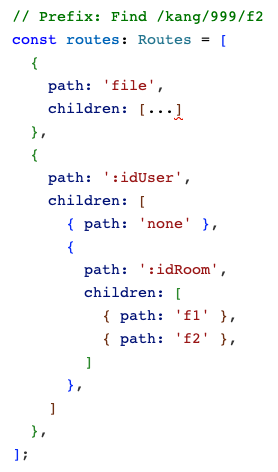 // Prefix: Find /kang/999/f2
const routes: Routes = [
  {
    path: 'file',
    children: [...]
  },
  {
    path: ':idUser',
    children: [
      { path: 'none' },
      {
        path: ':idRoom',
        children: [
          { path: 'f1' },
          { path: 'f2' },
        ]
      },
    ]
  },
];